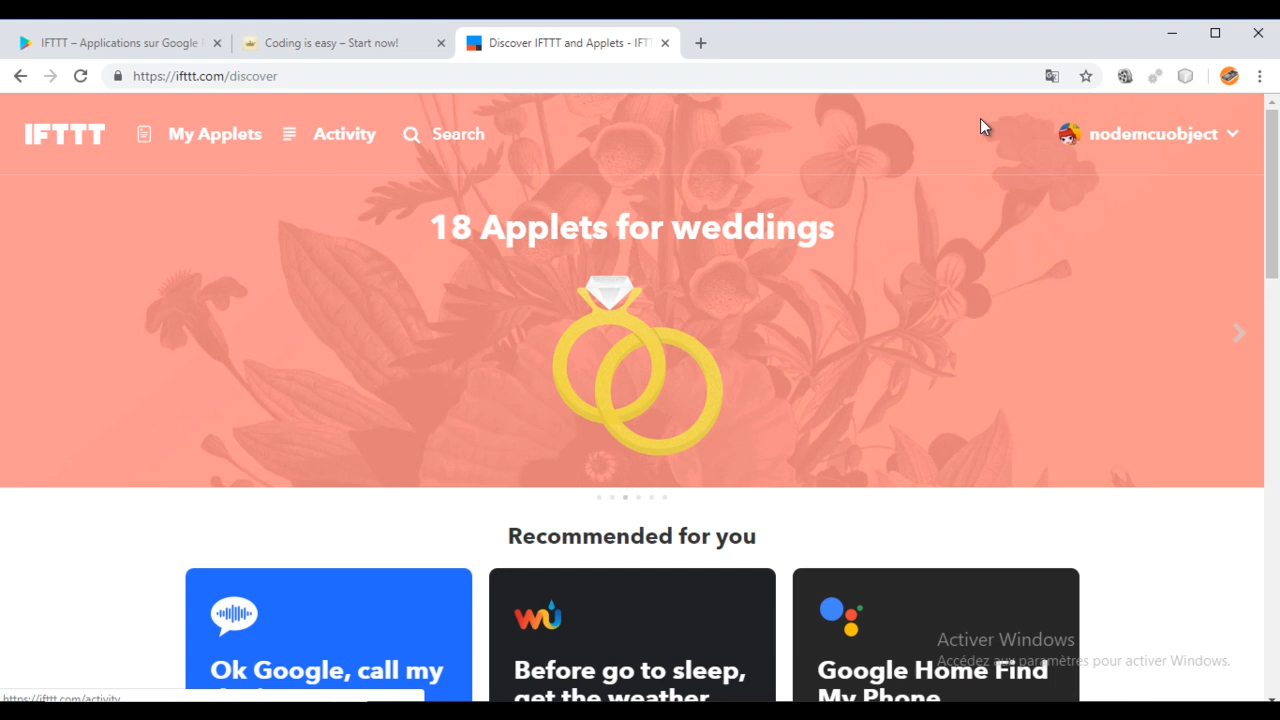 IFTTT – Applications sur Google
Coding is easy – Start now!
Discover IFTTT and Applets - IFT
https://ifttt.com/discover
IFTTT
My Applets
Activity
Search
nodemcuobject
18 Applets for weddings
Recommended for you
Ok Google, call my
Before go to sleep,
get the weather
Google Home Find
My Phone
Activer Windows
Accédez aux paramètres pour activer Windows.
https://ifttt.com/activity